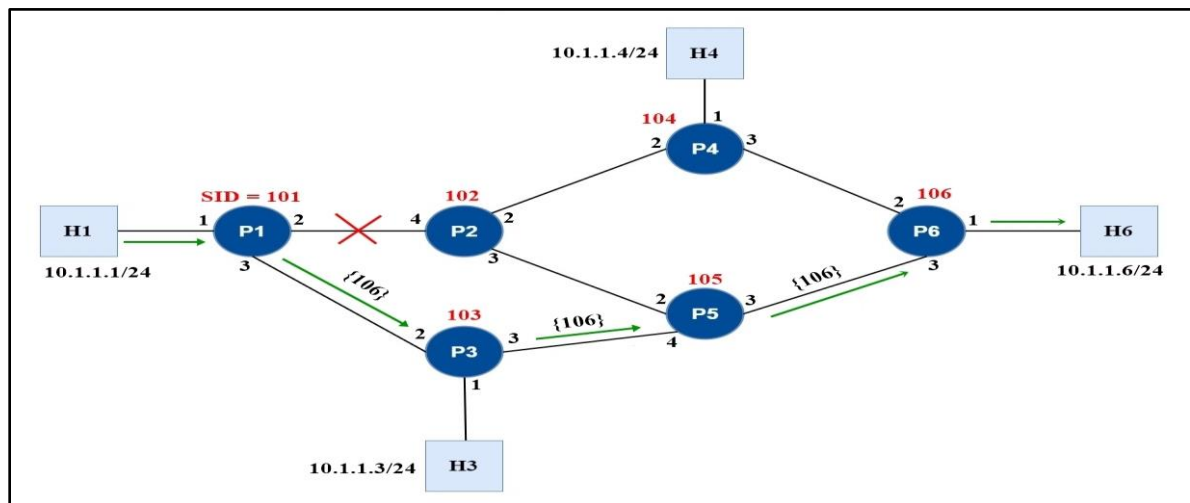 10.1.1.4/24
H4
104
1
2
P4
3
SID = 101
102
106
H1
1
P1
2
4
P2
2
2
P6
1
H6
10.1.1.1/24
3
{106}
3
105
{106}
3
10.1.1.6/24
103
{106}
2
P5
3
2
P3
3
4
1
10.1.1.3/24
H3